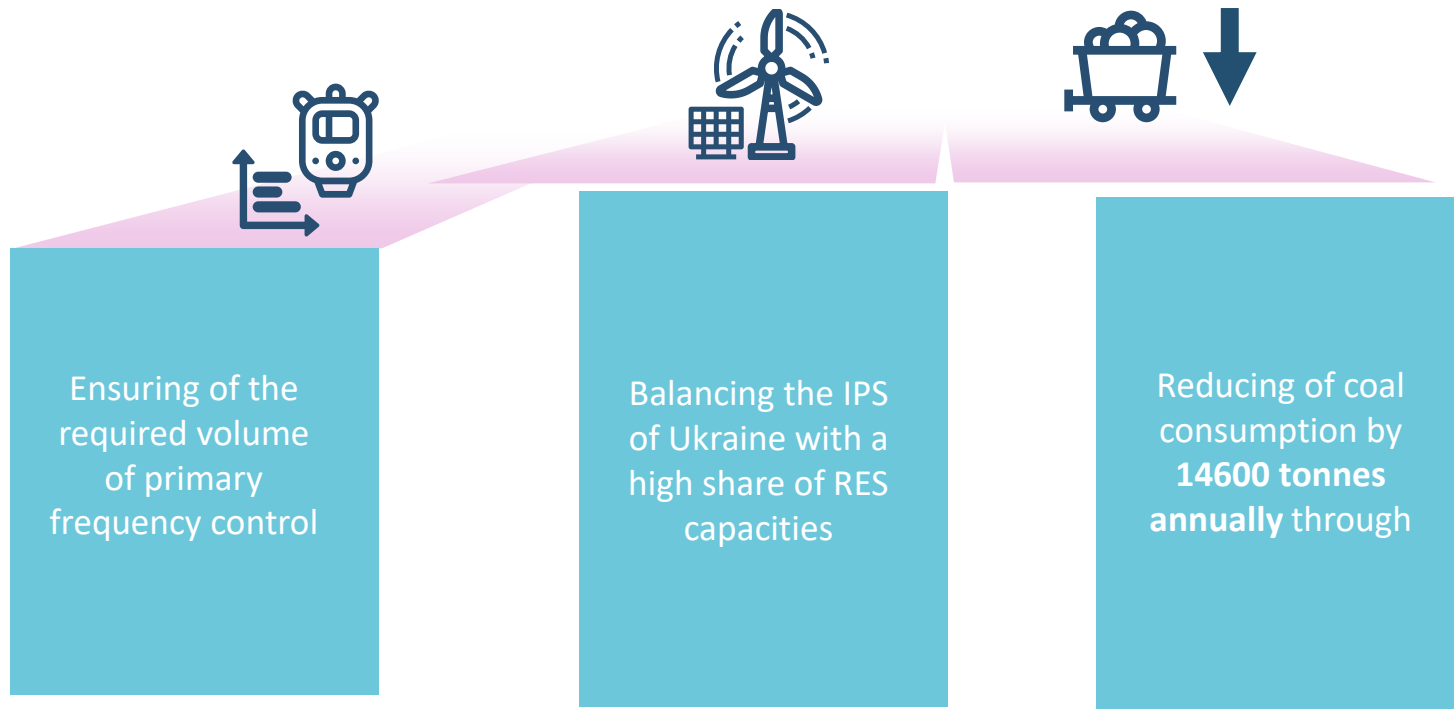 Ensuring of the
required volume
of primary
frequency control
Balancing the IPS
of Ukraine with a
high share of RES
capacities
Reducing of coal
consumption by
14600 tonnes
annually through